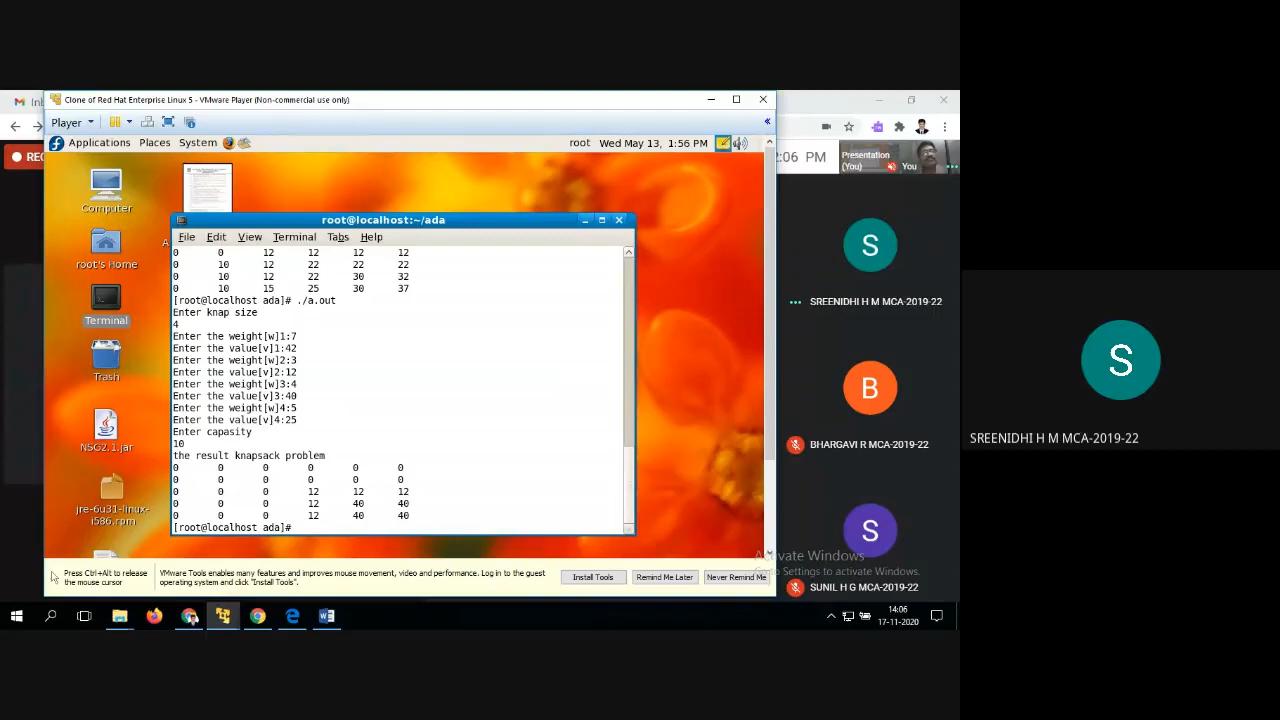 Inb
Clone of Red Hat Enterprise Linux 5 - VMware Player (Non-commercial use only)
Player
Applications Places System root Wed May 13, 1:56 PM
REC
2:06 PM
Presentation (You)
You
Computer
root's Home
Terminal
Trash
NSG2.1.jar
jre-6u31-linux-
i586.rpm
root@localhost:~/ada
File Edit View Terminal Tabs Help
0 0 12 12 12 12
0 10 12 22 22 22
0 10 12 22 30 32
0 10 15 25 30 37
[root@localhost ada]# ./a.out
Enter knap size
4
Enter the weight[w]1:7
Enter the value[v]1:42
Enter the weight[w]2:3
Enter the value[v]2:12
Enter the weight[w]3:4
Enter the value[v]3:40
Enter the weight[w]4:5
Enter the value[v]4:25
Enter capasity
10
the result knapsack problem
0 0 0 0 0 0
0 0 0 0 0 0
0 0 0 12 12 12
0 0 0 12 40 40
0 0 0 12 40 40
[root@localhost ada]#
Press Ctrl+Alt to release
the mouse cursor
VMware Tools enables many features and improves mouse movement, video and performance. Log in to the guest
operating system and click "Install Tools".
Install Tools
Remind Me Later
Never Remind Me
S
SREENIDHI H M MCA-2019-22
B
BHARGAVI R MCA-2019-22
S
Activate Windows
Go to Settings to activate Windows.
SUNIL H G MCA-2019-22
14:06
17-11-2020
S
SREENIDHI H M MCA-2019-22